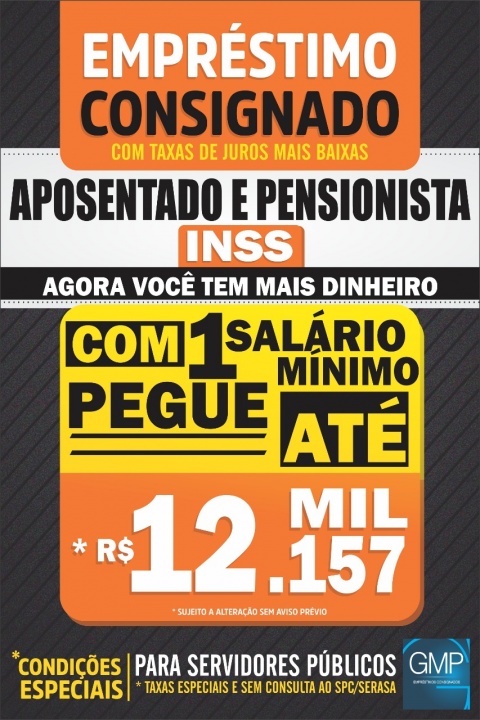 EMPRÉSTIMO
CONSIGNADO
COM TAXAS DE JUROS MAIS BAIXAS
APOSENTADO E PENSIONISTA
INSS
AGORA VOCÊ TEM MAIS DINHEIRO
COM 1 SALÁRIO
MÍNIMO
PEGUE
ATÉ
* R$ 12 MIL
.157
* SUJEITO A ALTERAÇÃO SEM AVISO PRÉVIO
*CONDIÇÕES
ESPECIAIS
PARA SERVIDORES PÚBLICOS
* TAXAS ESPECIAIS E SEM CONSULTA AO SPC/SERASA
GMP
EMPRÉSTIMOS CONSIGNADOS